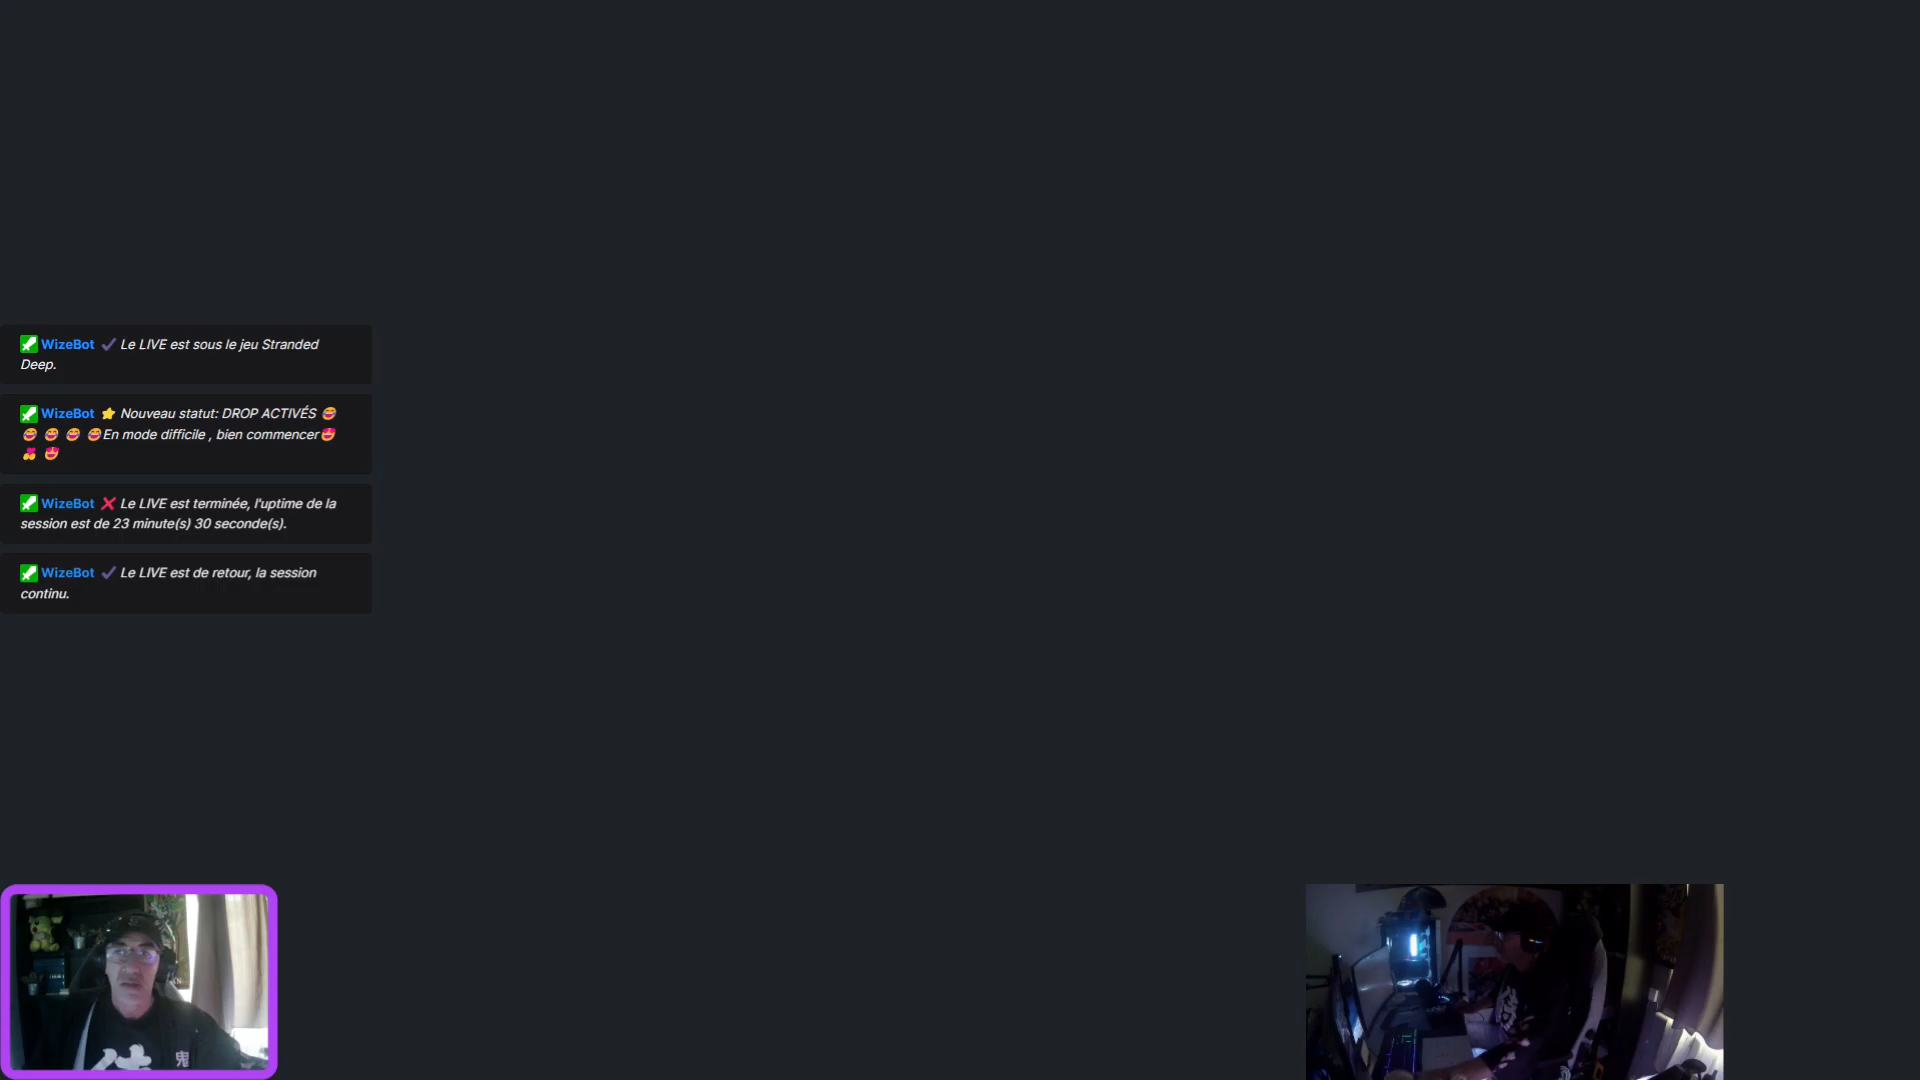 WizeBot ✔ Le LIVE est sous le jeu Stranded
Deep.
WizeBot ⭐ Nouveau statut: DROP ACTIVÉS 😂
😂 😂 😂 😂En mode difficile , bien commencer🤩
🤩
WizeBot ❌ Le LIVE est terminée, l'uptime de la
session est de 23 minute(s) 30 seconde(s).
WizeBot ✔ Le LIVE est de retour, la session
continu.
鬼